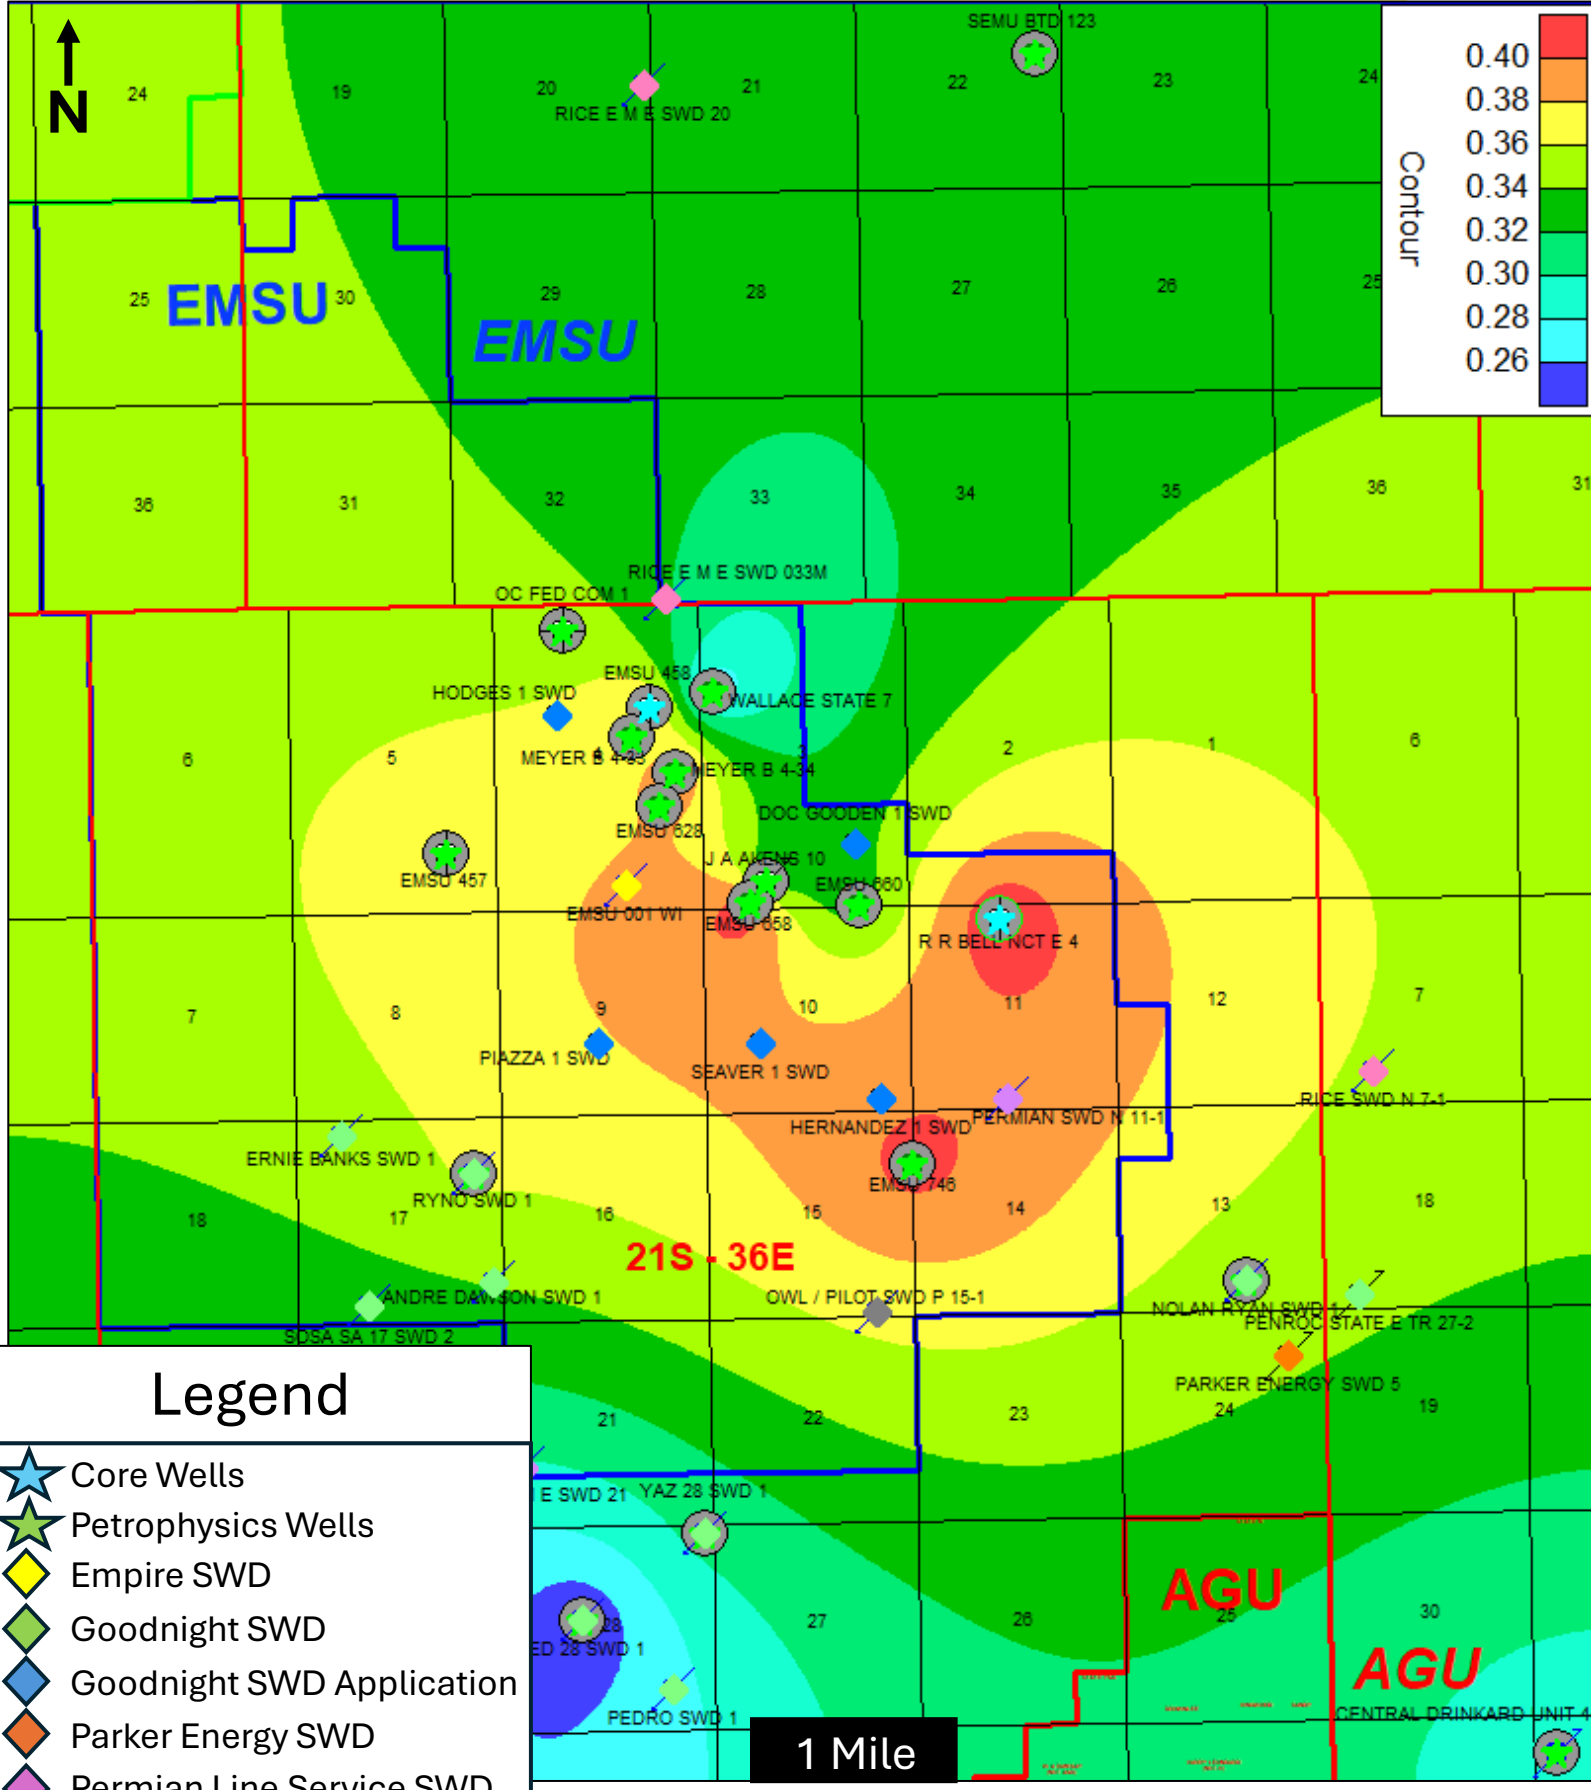 SEMU BTD 123
0.40
0.38
0.36
0.34
0.32
0.30
0.28
0.26
Contour
N
24
19
20
21
22
23
24
RICE E M E SWD 20
25
EMSU
30
29
EMSU
28
27
26
25
36
31
32
33
34
35
36
31
RICE E M E SWD 033M
OC FED COM 1
EMSU 458
HODGES 1 SWD
WALLACE STATE 7
6
5
4
MEYER B 4-33
2
1
6
MEYER B 4-34
DOC GOODEN 1 SWD
EMSU 628
J A AKENS 10
EMSU 457
EMSU 660
EMSU 001 WI
EMSU 658
R R BELL NCT E 4
7
8
9
10
11
12
7
PIAZZA 1 SWD
SEAVER 1 SWD
RICE SWD N 7-1
HERNANDEZ 1 SWD
PERMIAN SWD N 11-1
ERNIE BANKS SWD 1
RYNO SWD 1
EMSU 746
18
17
16
15
14
13
18
21S - 36E
ANDRE DAWSON SWD 1
OWL / PILOT SWD P 15-1
NOLAN RYAN SWD 1
PENROC STATE E TR 27-2
SOSA SA 17 SWD 2
PARKER ENERGY SWD 5
21
22
23
24
19
E SWD 21
YAZ 28 SWD 1
28
27
26
AGU
25
30
ED 28 SWD 1
AGU
PEDRO SWD 1
CENTRAL DRINKARD UNIT 4
1 Mile
Legend
Core Wells
Petrophysics Wells
Empire SWD
Goodnight SWD
Goodnight SWD Application
Parker Energy SWD
Permian Line Service SWD